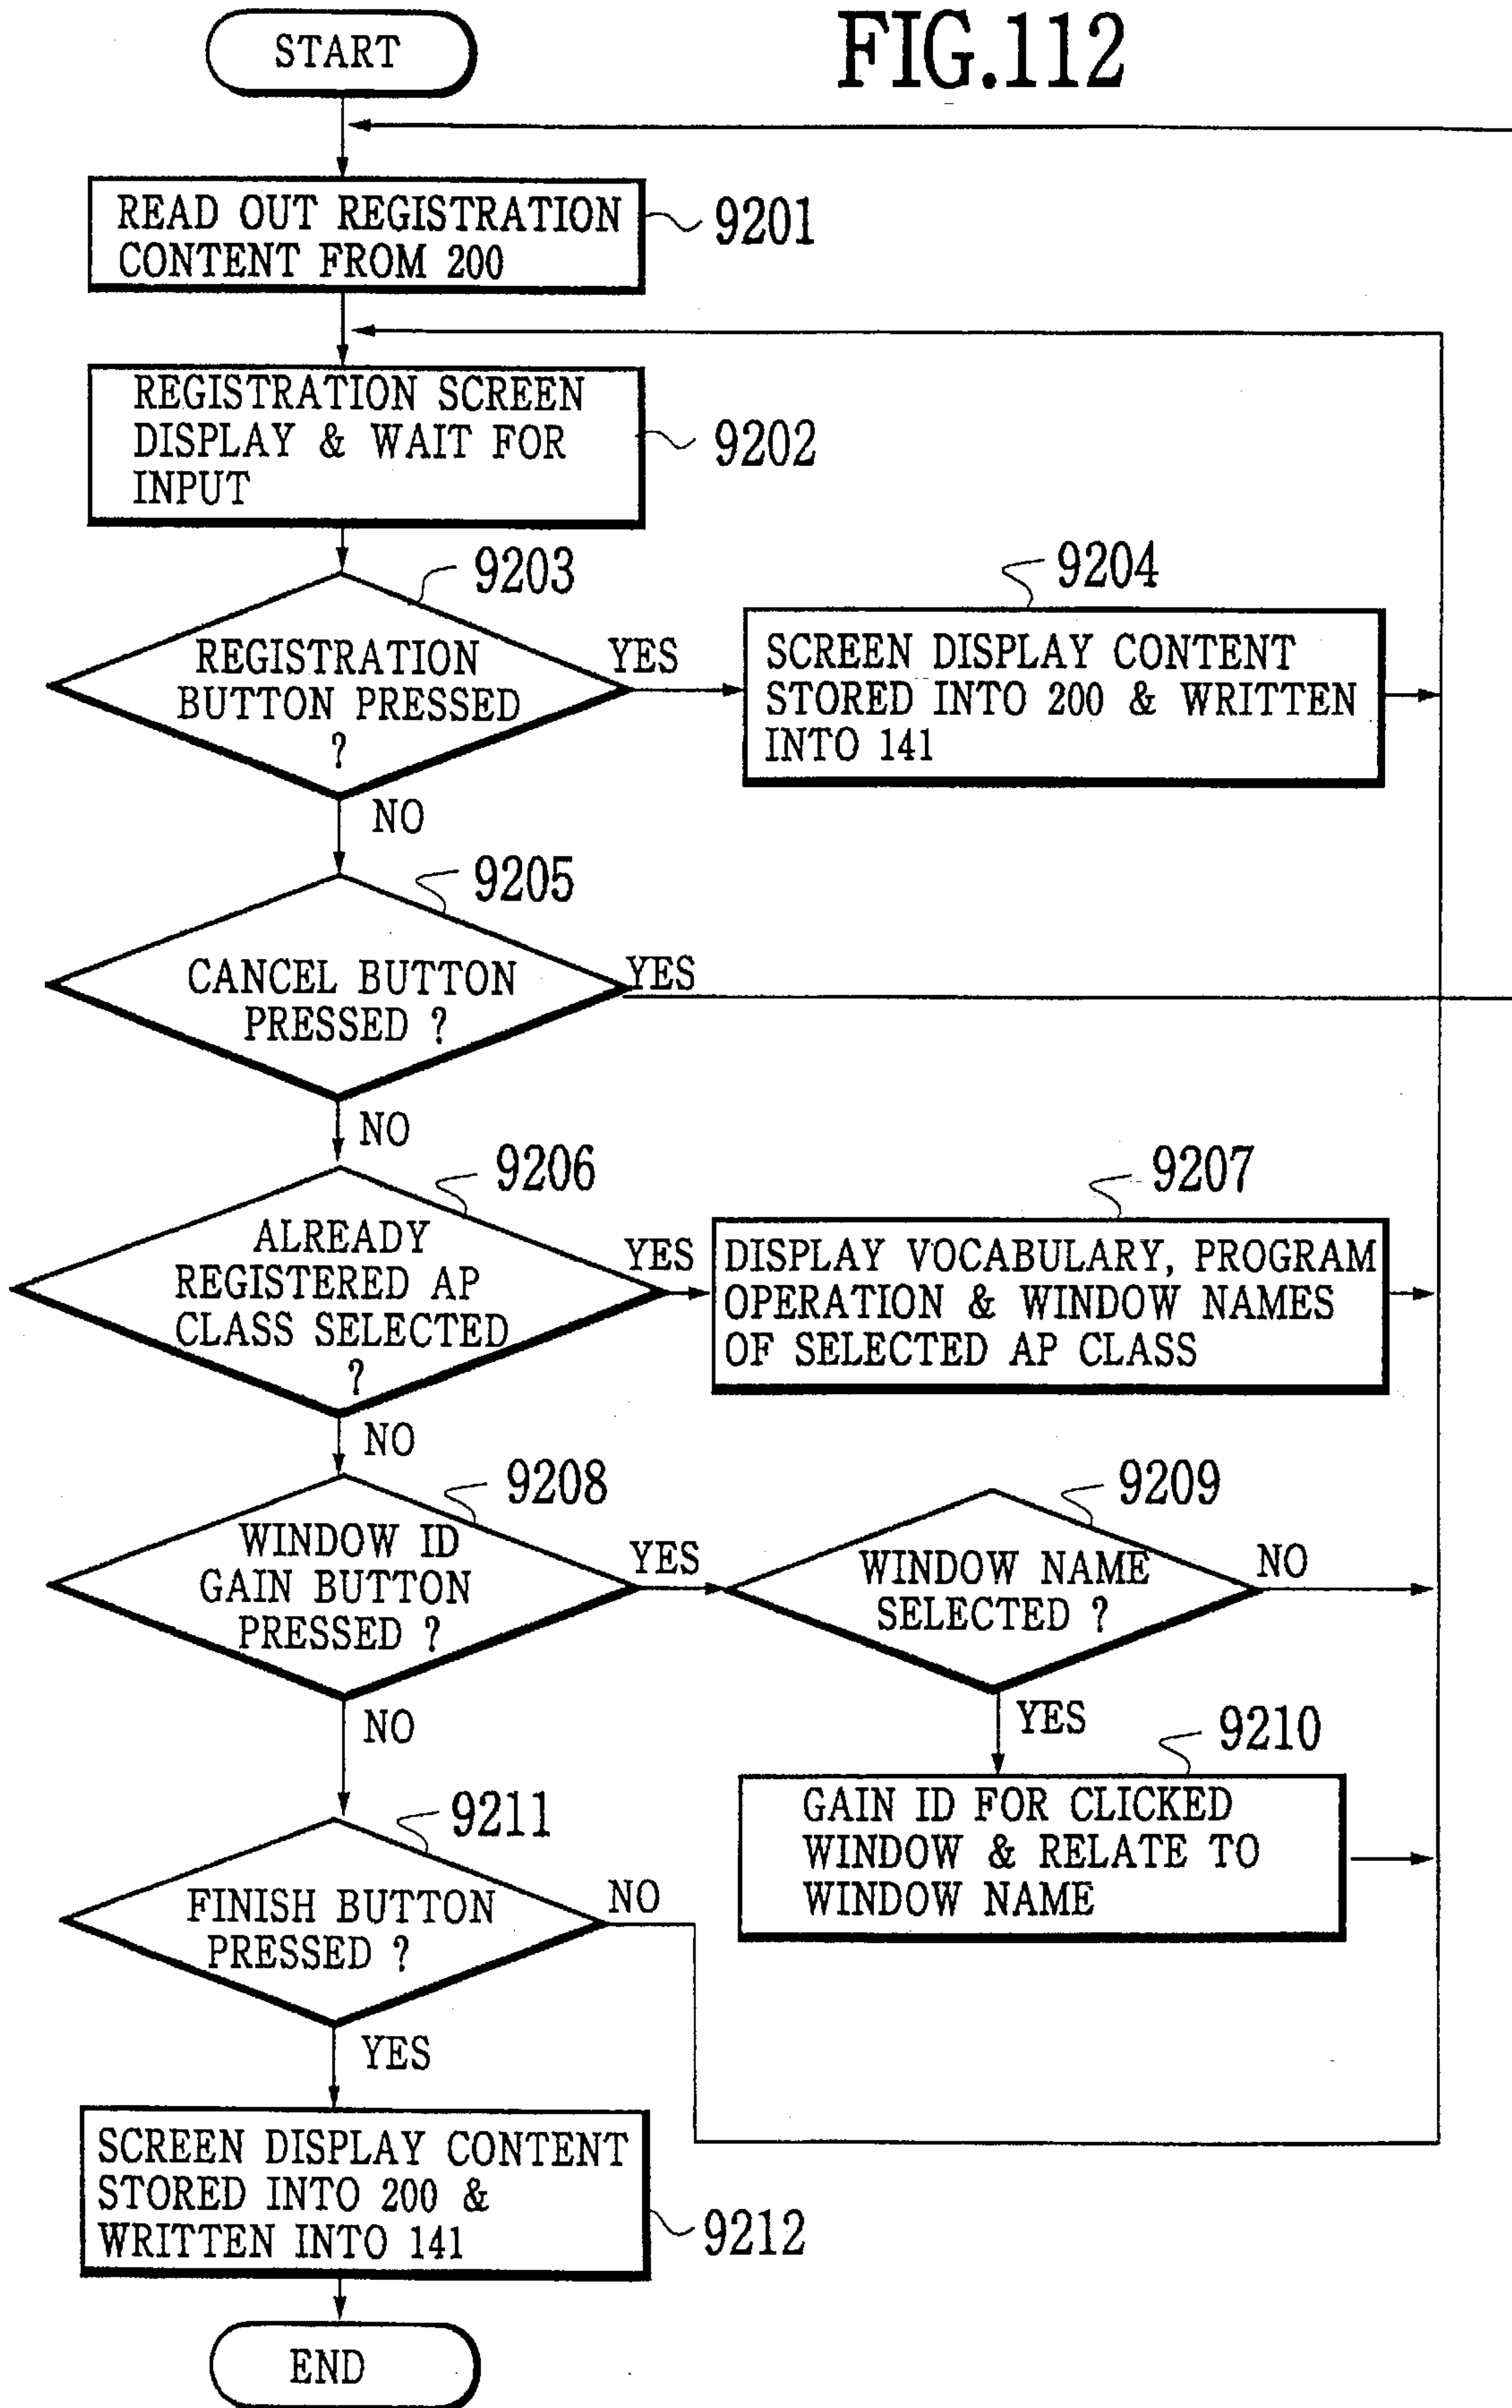 FIG.112
START
READ OUT REGISTRATION
CONTENT FROM 200
9201
REGISTRATION SCREEN
DISPLAY & WAIT FOR
INPUT
9202
9203
REGISTRATION
BUTTON PRESSED
?
YES
NO
9204
SCREEN DISPLAY CONTENT
STORED INTO 200 & WRITTEN
INTO 141
9205
CANCEL BUTTON
PRESSED ?
YES
NO
9206
ALREADY
REGISTERED AP
CLASS SELECTED
?
YES
NO
9207
DISPLAY VOCABULARY, PROGRAM
OPERATION & WINDOW NAMES
OF SELECTED AP CLASS
9208
WINDOW ID
GAIN BUTTON
PRESSED ?
YES
NO
9209
WINDOW NAME
SELECTED ?
NO
YES
9210
GAIN ID FOR CLICKED
WINDOW & RELATE TO
WINDOW NAME
9211
FINISH BUTTON
PRESSED ?
NO
YES
SCREEN DISPLAY CONTENT
STORED INTO 200 &
WRITTEN INTO 141
9212
END